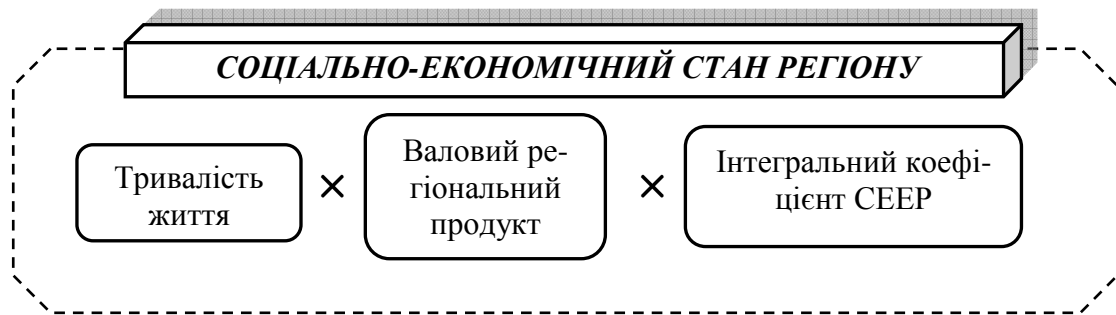 СОЦІАЛЬНО-ЕКОНОМІЧНИЙ СТАН РЕГІОНУ
Тривалість
життя
×
Валовий ре-
гіональний
продукт
×
Інтегральний коефі-
цієнт СЕЕР